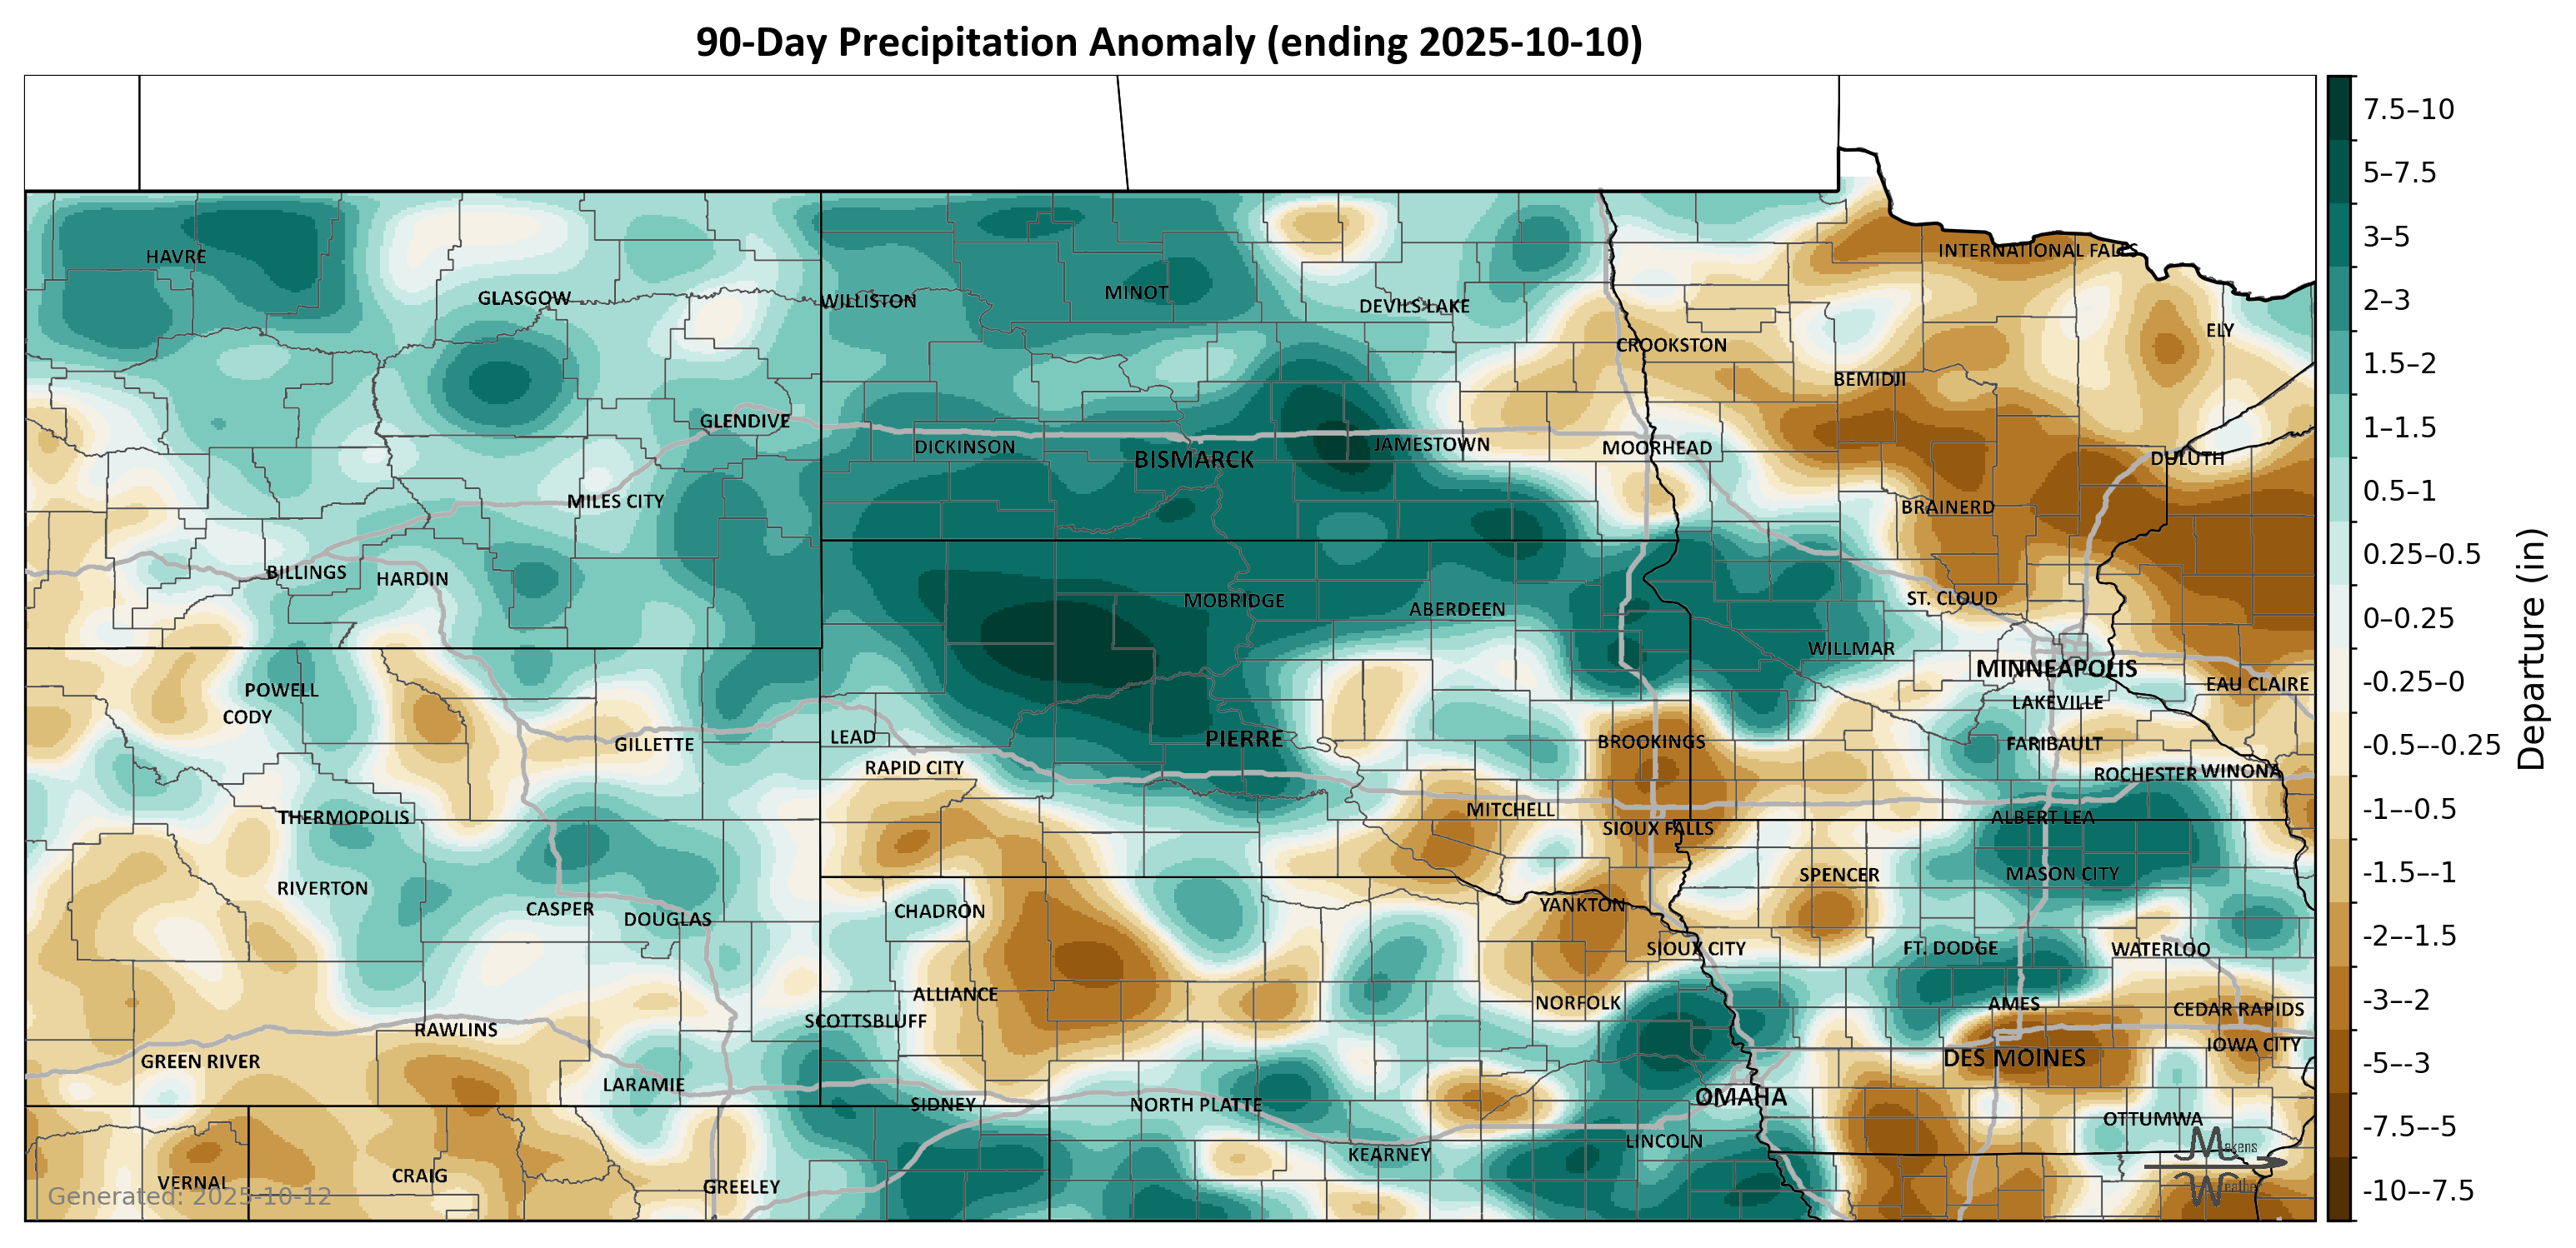 90-Day Precipitation Anomaly (ending 2025-10-10)
INTERNATIONAL FALLS
HAVRE
GLASGOW
WILLISTON
MINOT
DEVILS LAKE
ELY
CROOKSTON
BEMIDJI
GLENDIVE
DICKINSON
BISMARCK
JAMESTOWN
MOORHEAD
DULUTH
MILES CITY
BRAINERD
BILLINGS
HARDIN
MOBRIDGE
ABERDEEN
ST. CLOUD
WILLMAR
MINNEAPOLIS
EAU CLAIRE
POWELL
CODY
LAKEVILLE
GILLETTE
LEAD
PIERRE
BROOKINGS
FARIBAULT
RAPID CITY
ROCHESTER
WINONA
THERMOPOLIS
MITCHELL
ALBERT LEA
SIOUX FALLS
RIVERTON
SPENCER
MASON CITY
CASPER
DOUGLAS
CHADRON
YANKTON
SIOUX CITY
FT. DODGE
WATERLOO
ALLIANCE
NORFOLK
AMES
CEDAR RAPIDS
SCOTTSBLUFF
RAWLINS
IOWA CITY
GREEN RIVER
DES MOINES
LARAMIE
SIDNEY
NORTH PLATTE
OMAHA
OTTUMWA
LINCOLN
KEARNEY
VERNAL
CRAIG
GREELEY
Generated: 2025-10-12
Makens
Weather
7.5–10
5–7.5
3–5
2–3
1.5–2
1–1.5
0.5–1
0.25–0.5
0–0.25
-0.25–0
-0.5–-0.25
-1–-0.5
-1.5–-1
-2–-1.5
-3–-2
-5–-3
-7.5–-5
-10–-7.5
Departure (in)